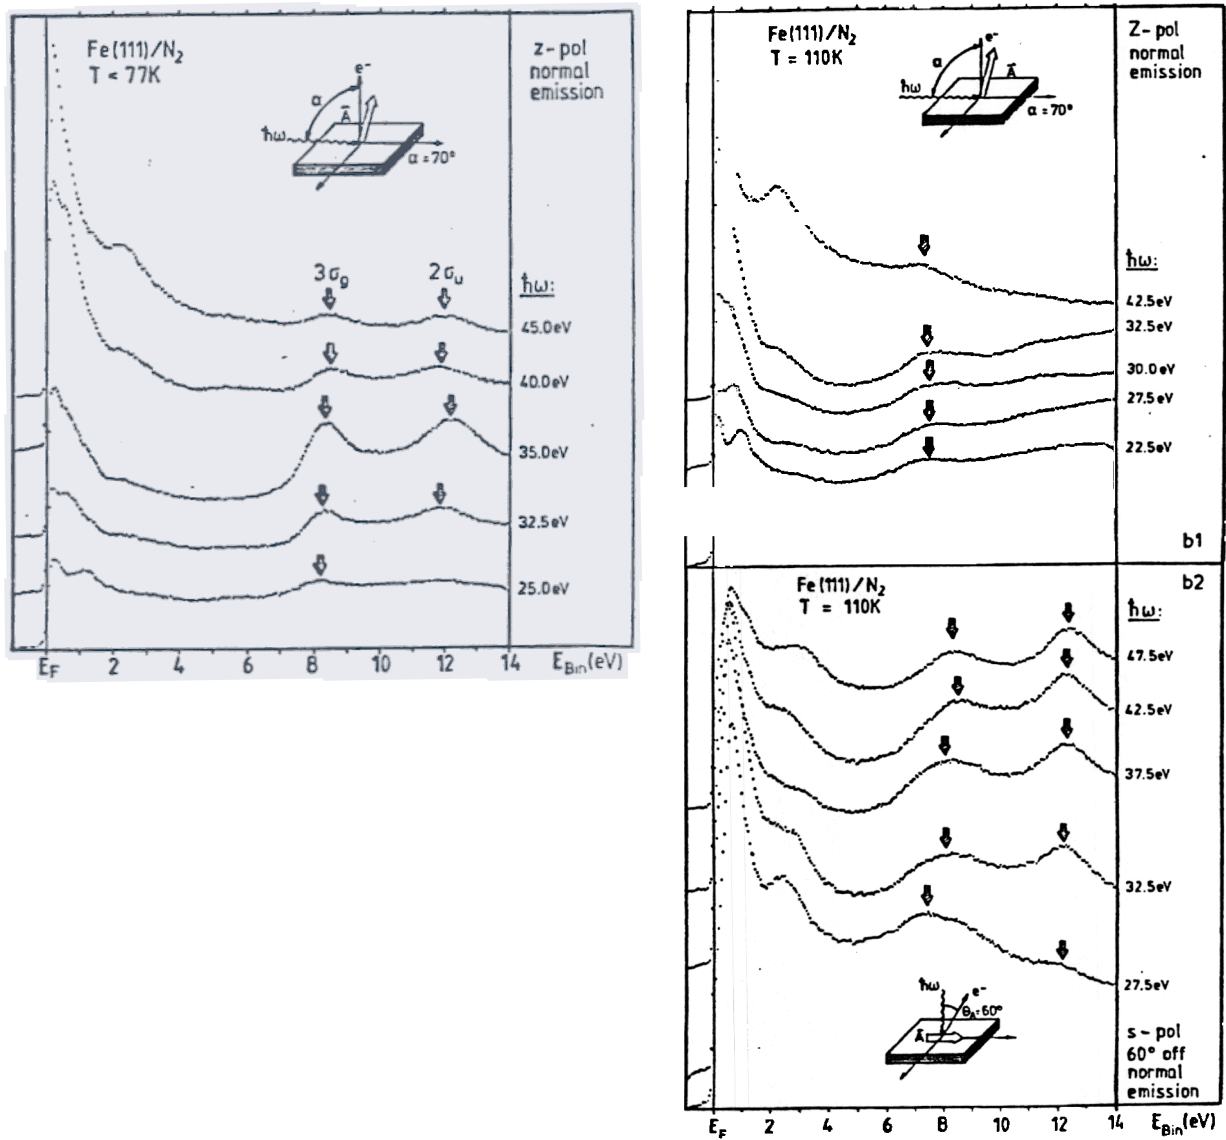 Fe(111)/N₂
T < 77K
z-pol
normal
emission
e⁻
α
Ā
ħω
α = 70°
3σg
2σu
ħω:
45.0eV
40.0eV
35.0eV
32.5eV
25.0eV
EF 2 4 6 8 10 12 14 EBin(eV)
Fe(111)/N₂
T = 110K
Z-pol
normal
emission
e⁻
α
Ā
ħω
α = 70°
ħω:
42.5eV
32.5eV
30.0eV
27.5eV
22.5eV
b1
Fe(111)/N₂
T = 110K
b2
ħω:
47.5eV
42.5eV
37.5eV
32.5eV
27.5eV
ħω
e⁻
θA=60°
Ā
s-pol
60° off
normal
emission
EF 2 4 6 8 10 12 14 EBin(eV)